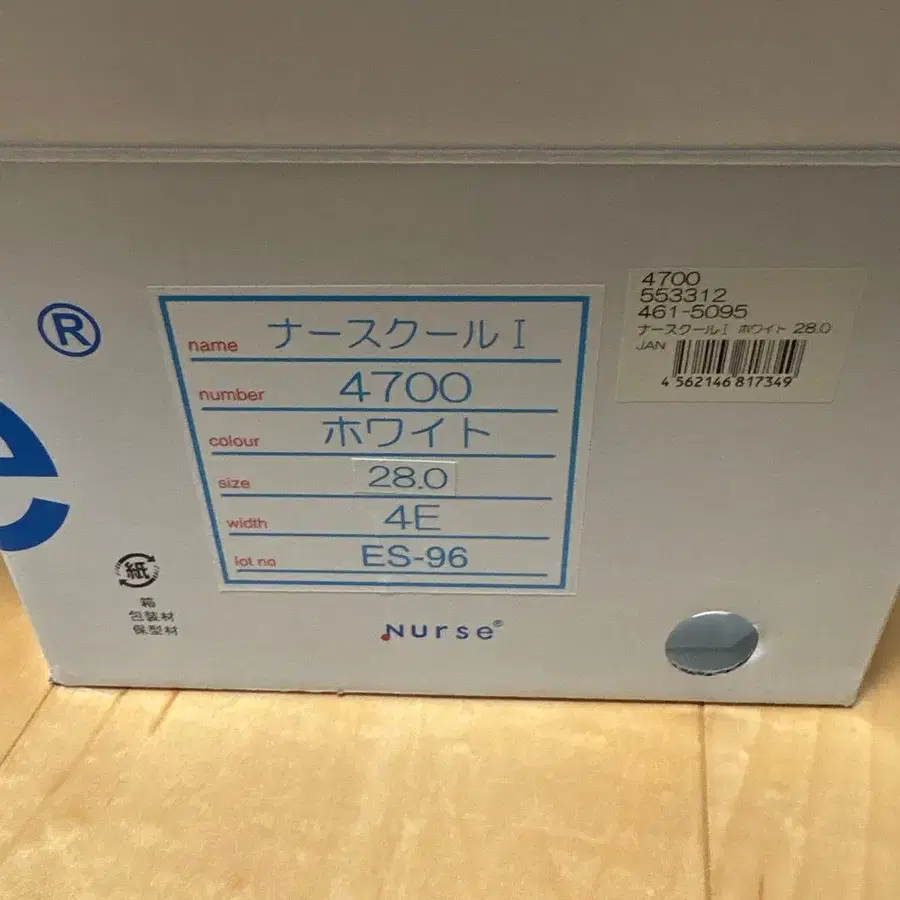 ®
e
name ナースクールI
number 4700
colour ホワイト
size 28.0
width 4E
lot no ES-96
4700
553312
461-5095
ナースクールI ホワイト 28.0
JAN
4 562146 817349
紙
箱
包装材
保型材
Nurse®